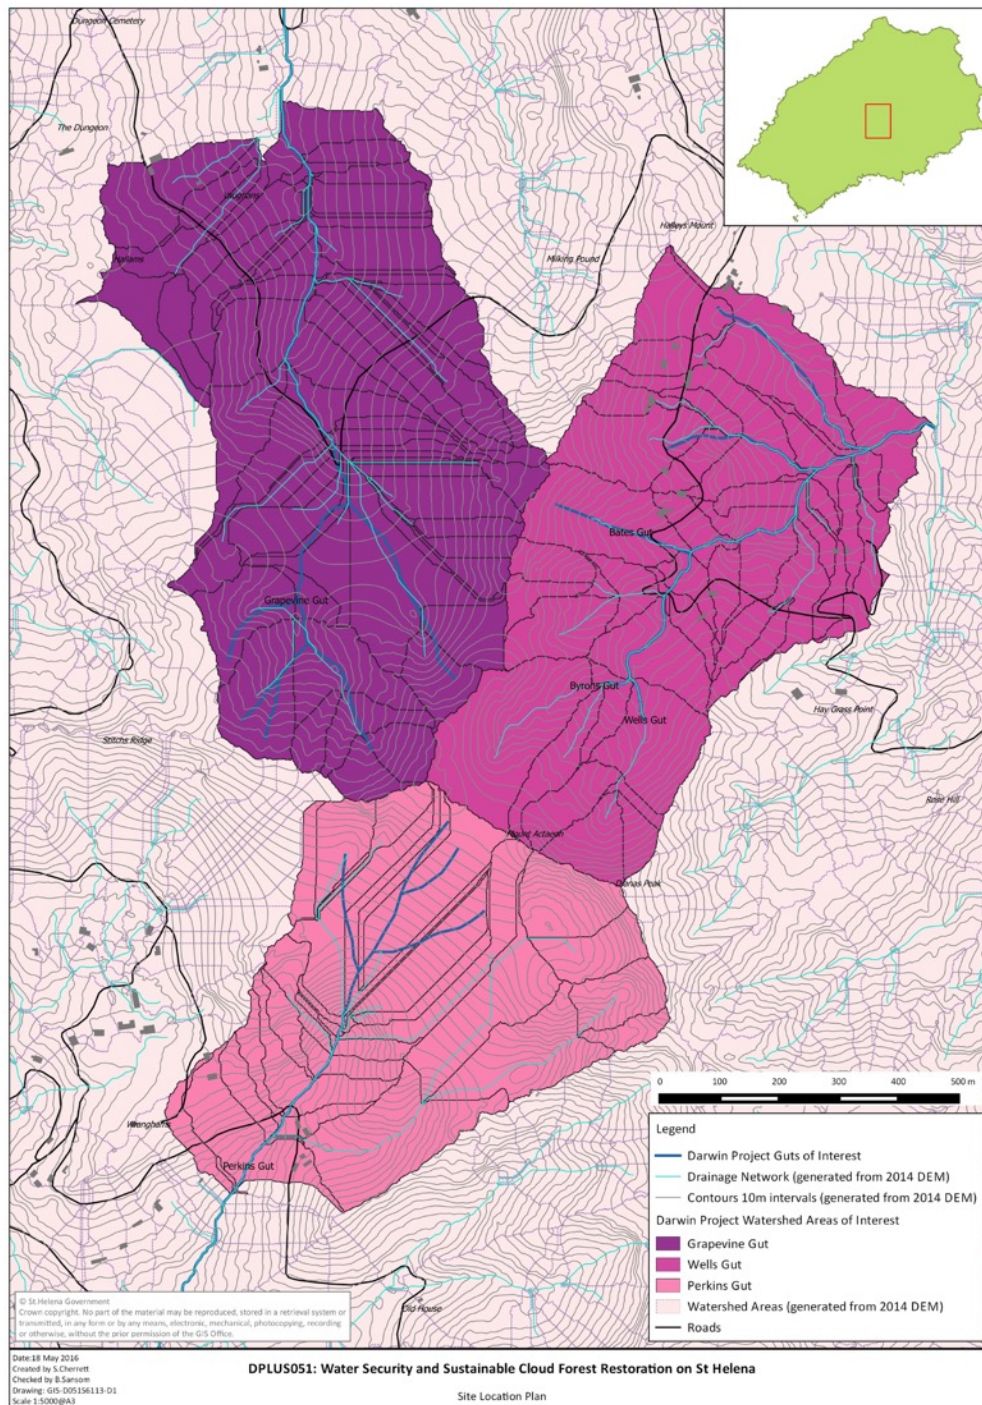 Dungeon Cemetery
The Dungeon
Hallams
Halleys Mount
Milking Pound
Bates Gut
Grapevine Gut
Byrons Gut
Wells Gut
Hay Grass Point
Stitchs Ridge
Rose Hill
Mount Actaeon
Dianas Peak
Wranghams
Perkins Gut
Old House
0 100 200 300 400 500 m
Legend
Darwin Project Guts of Interest
Drainage Network (generated from 2014 DEM)
Contours 10m intervals (generated from 2014 DEM)
Darwin Project Watershed Areas of Interest
Grapevine Gut
Wells Gut
Perkins Gut
Watershed Areas (generated from 2014 DEM)
Roads
© St Helena Government
Crown copyright. No part of the material may be reproduced, stored in a retrieval system or
transmitted, in any form or by any means, electronic, mechanical, photocopying, recording
or otherwise, without the prior permission of the GIS Office.
Date:18 May 2016
Created by S.Cherrett
Checked by B.Sansom
Drawing: GIS-D051S6113-D1
Scale 1:5000@A3
DPLUS051: Water Security and Sustainable Cloud Forest Restoration on St Helena
Site Location Plan